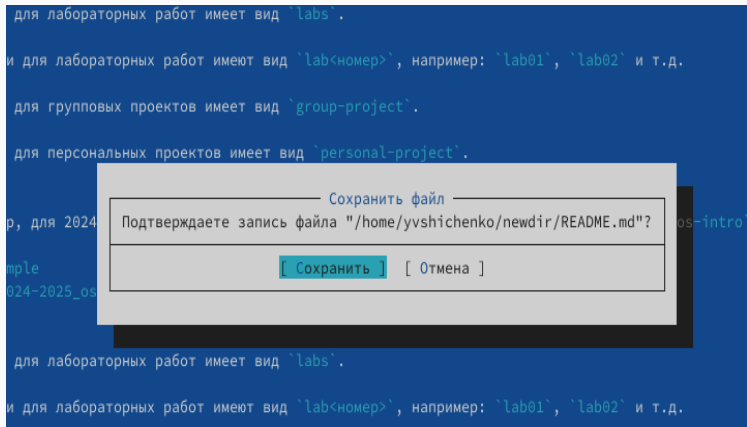 для лабораторных работ имеет вид `labs`.
и для лабораторных работ имеют вид `lab<номер>`, например: `lab01`, `lab02` и т.д.
для групповых проектов имеет вид `group-project`.
для персональных проектов имеет вид `personal-project`.
Сохранить файл
р, для 2024
Подтверждаете запись файла "/home/yvshichenko/newdir/README.md"?
os-intro`
[ Сохранить ] [ Отмена ]
mple
024-2025_os
для лабораторных работ имеет вид `labs`.
и для лабораторных работ имеют вид `lab<номер>`, например: `lab01`, `lab02` и т.д.